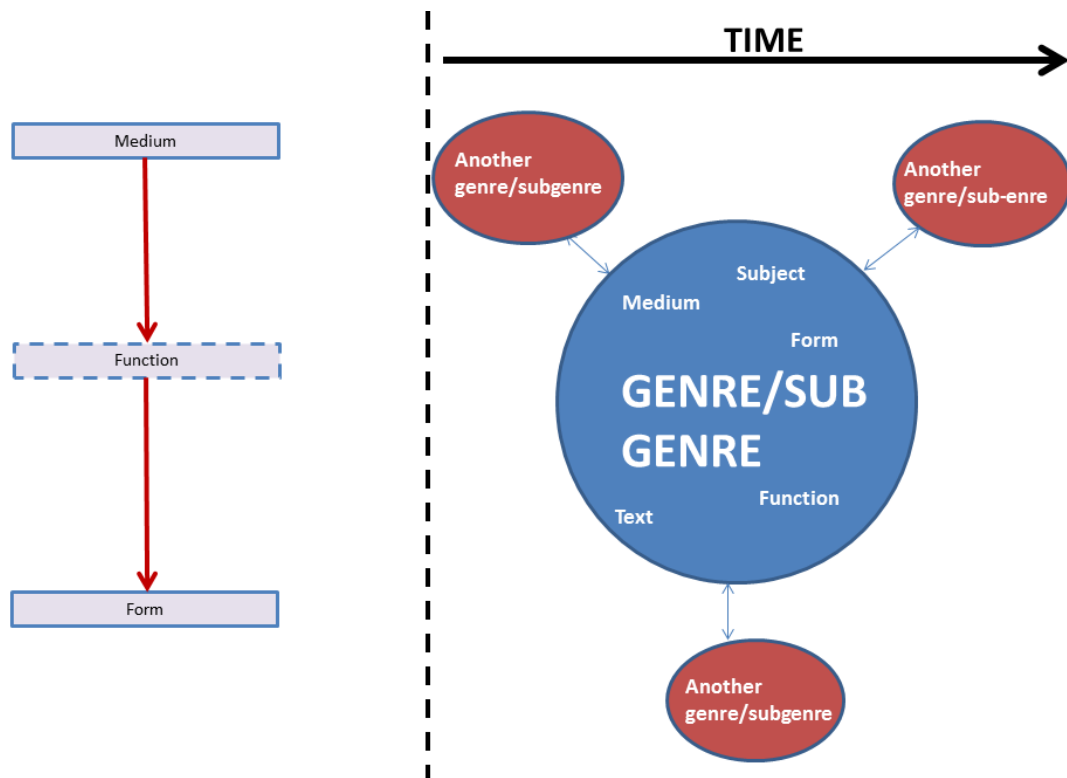 Medium
Function
Form
TIME
Another
genre/subgenre
Another
genre/sub-enre
Subject
Medium
Form
GENRE/SUB
GENRE
Function
Text
Another
genre/subgenre